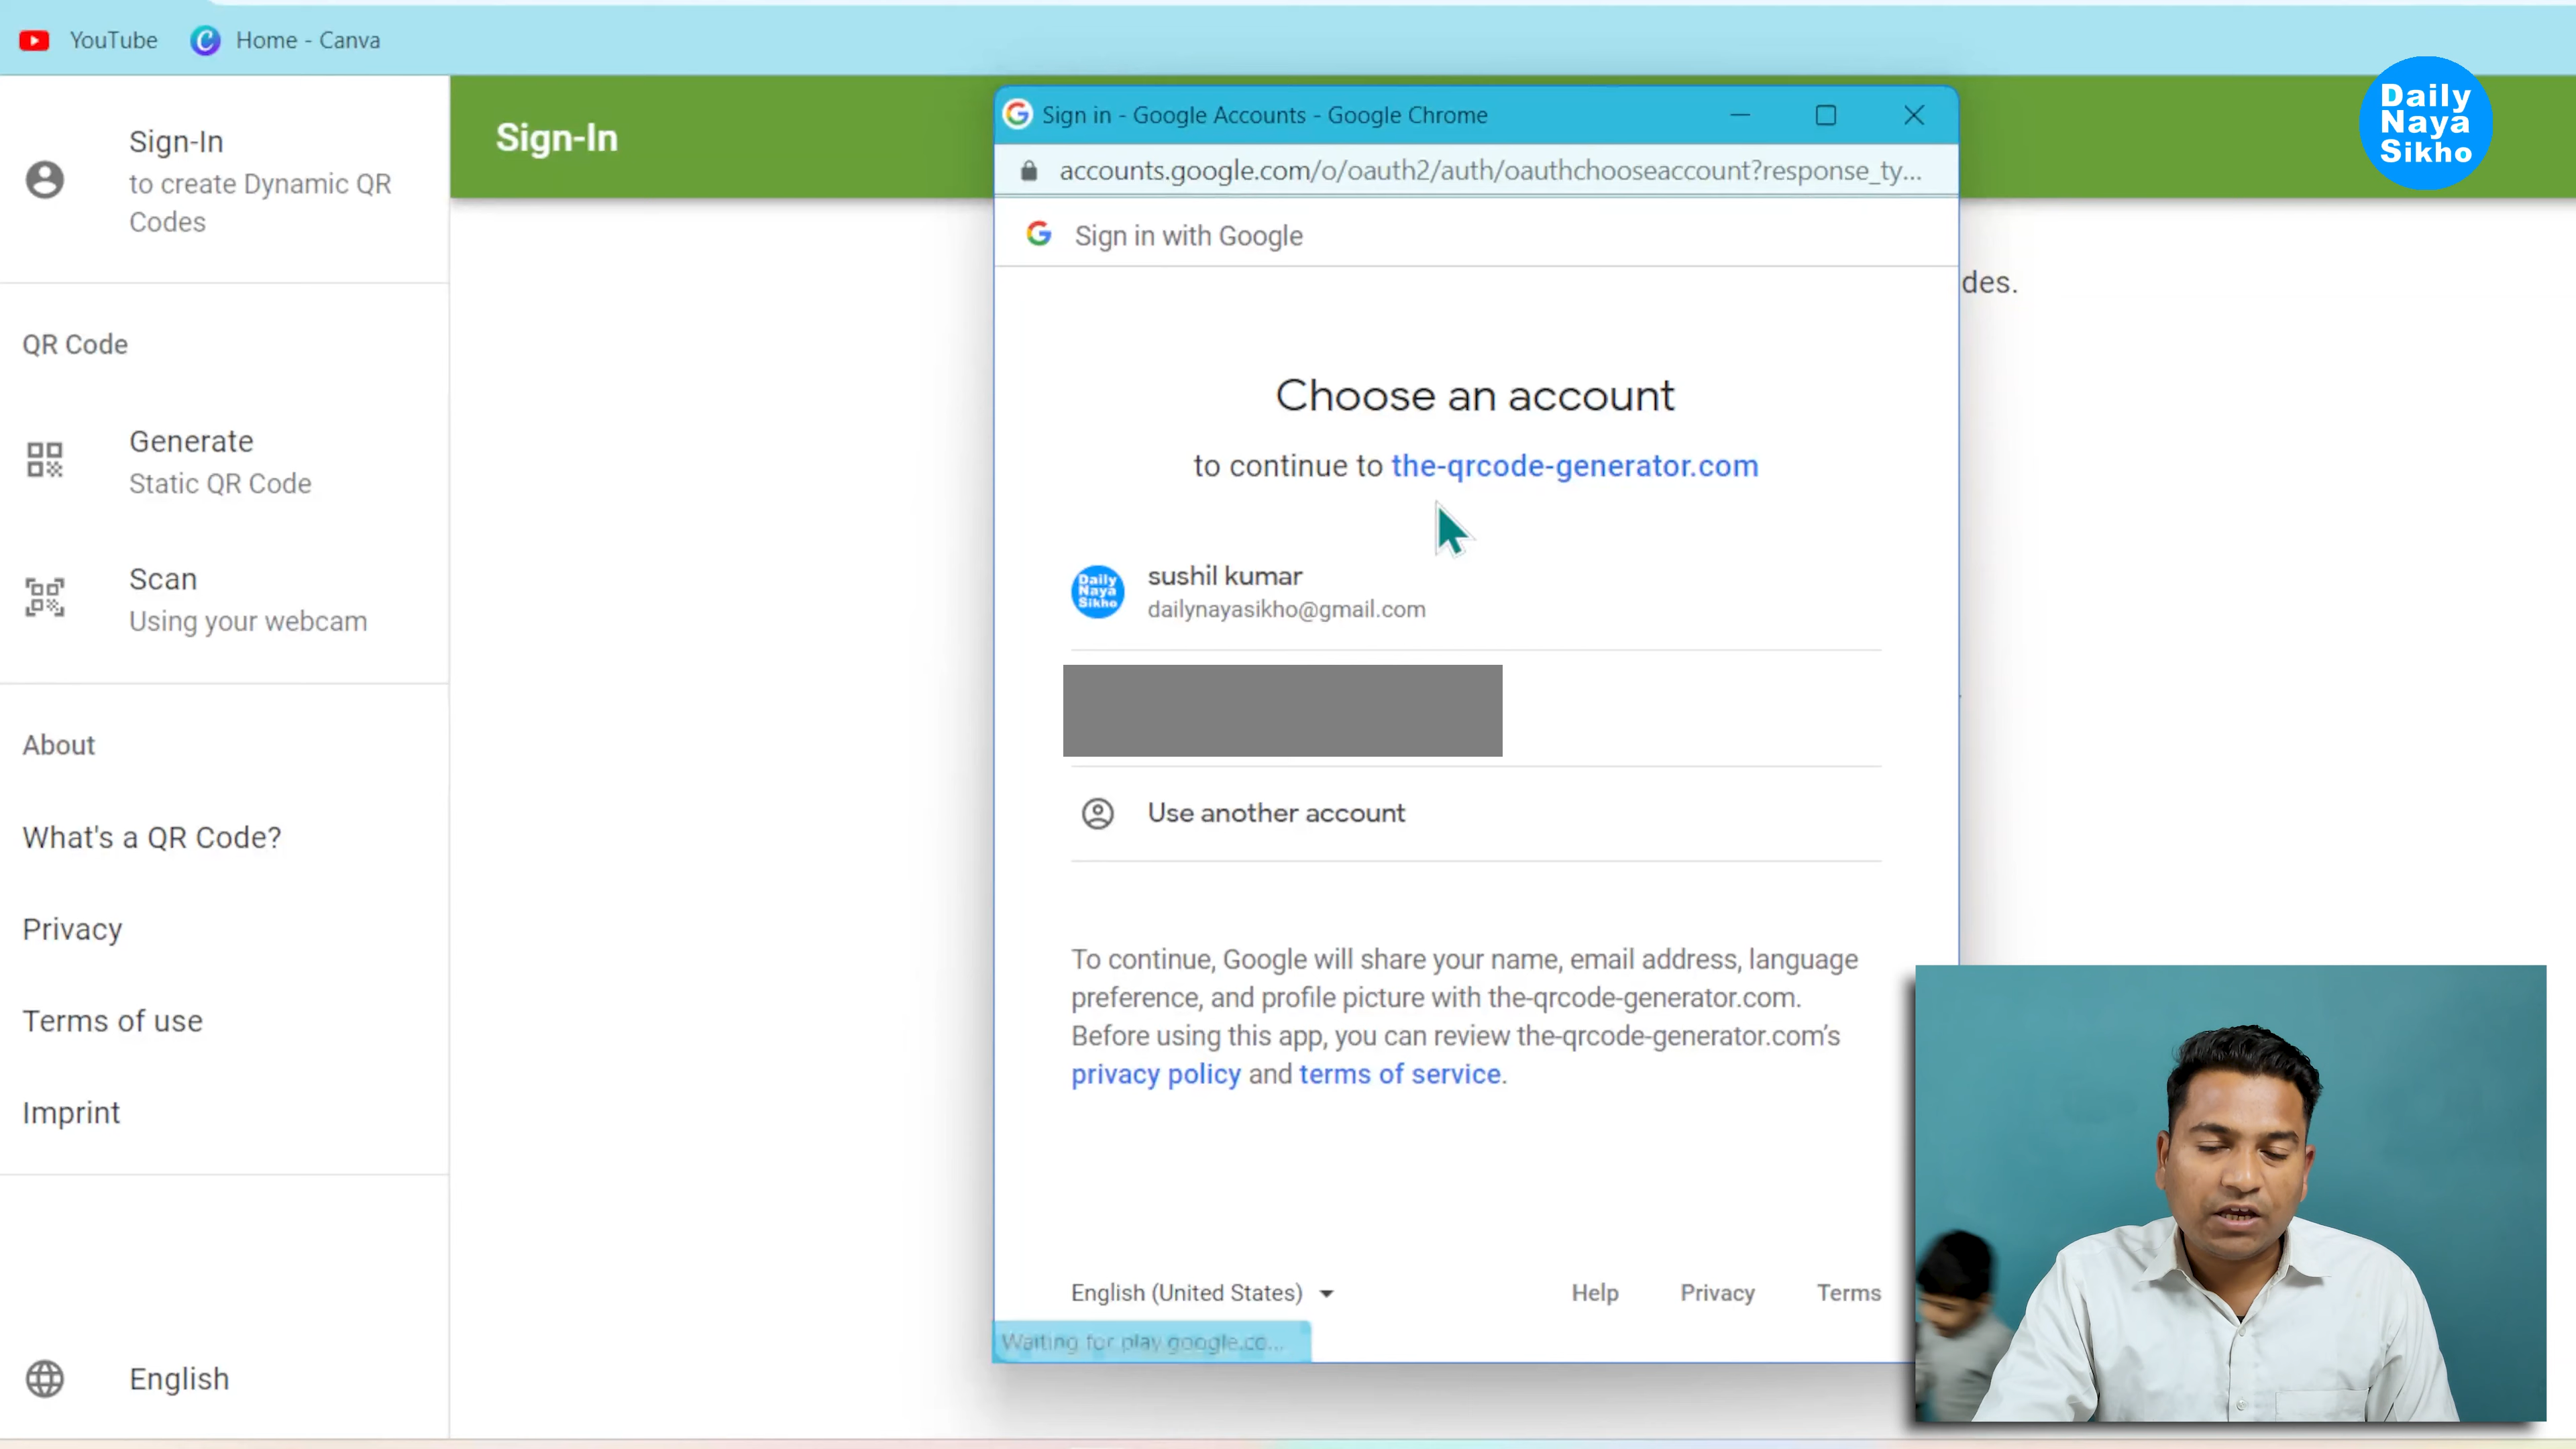 YouTube
Home - Canva
Sign-In
to create Dynamic QR
Codes
QR Code
Generate
Static QR Code
Scan
Using your webcam
About
What's a QR Code?
Privacy
Terms of use
Imprint
English
Sign-In
des.
Daily
Naya
Sikho
Sign in - Google Accounts - Google Chrome
accounts.google.com/o/oauth2/auth/oauthchooseaccount?response_ty...
Sign in with Google
Choose an account
to continue to the-qrcode-generator.com
Daily
Naya
Sikho
sushil kumar
dailynayasikho@gmail.com
Use another account
To continue, Google will share your name, email address, language
preference, and profile picture with the-qrcode-generator.com.
Before using this app, you can review the-qrcode-generator.com's
privacy policy and terms of service.
English (United States)
Help
Privacy
Terms
Waiting for play.google.co...